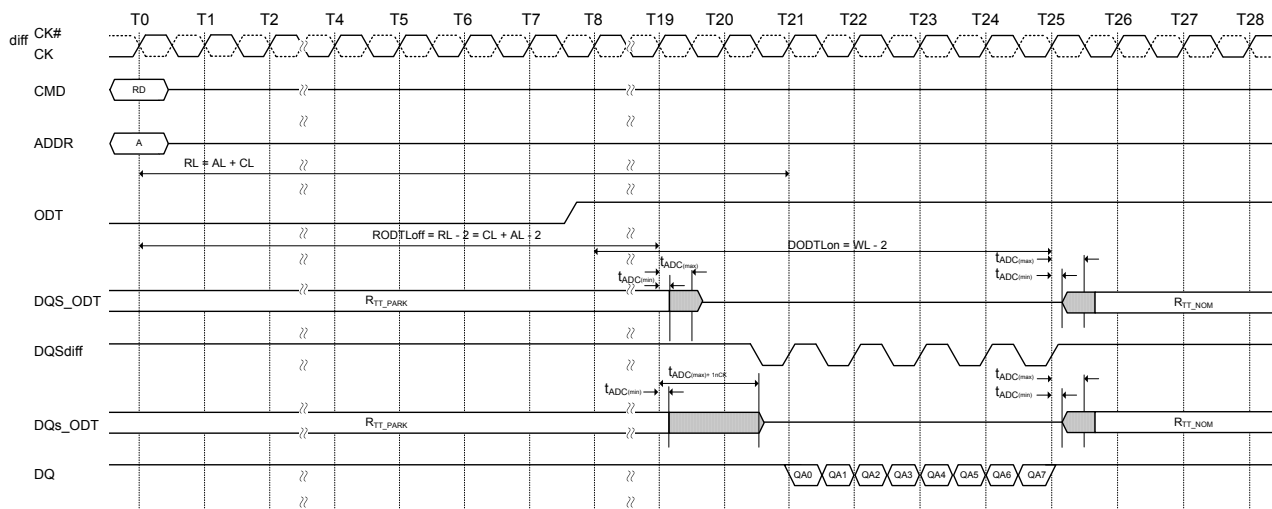 T0 T1 T2 T4 T5 T6 T7 T8 T19 T20 T21 T22 T23 T24 T25 T26 T27 T28
diff CK#
CK
CMD RD
ADDR A
RL = AL + CL
ODT
RODTLoff = RL - 2 = CL + AL - 2 DODTLon = WL - 2
tADC(max) tADC(max)
tADC(min) tADC(min)
DQS_ODT RTT_PARK RTT_NOM
DQSdiff
tADC(max)+ 1nCK tADC(max)
tADC(min) tADC(min)
DQs_ODT RTT_PARK RTT_NOM
DQ QA0 QA1 QA2 QA3 QA4 QA5 QA6 QA7